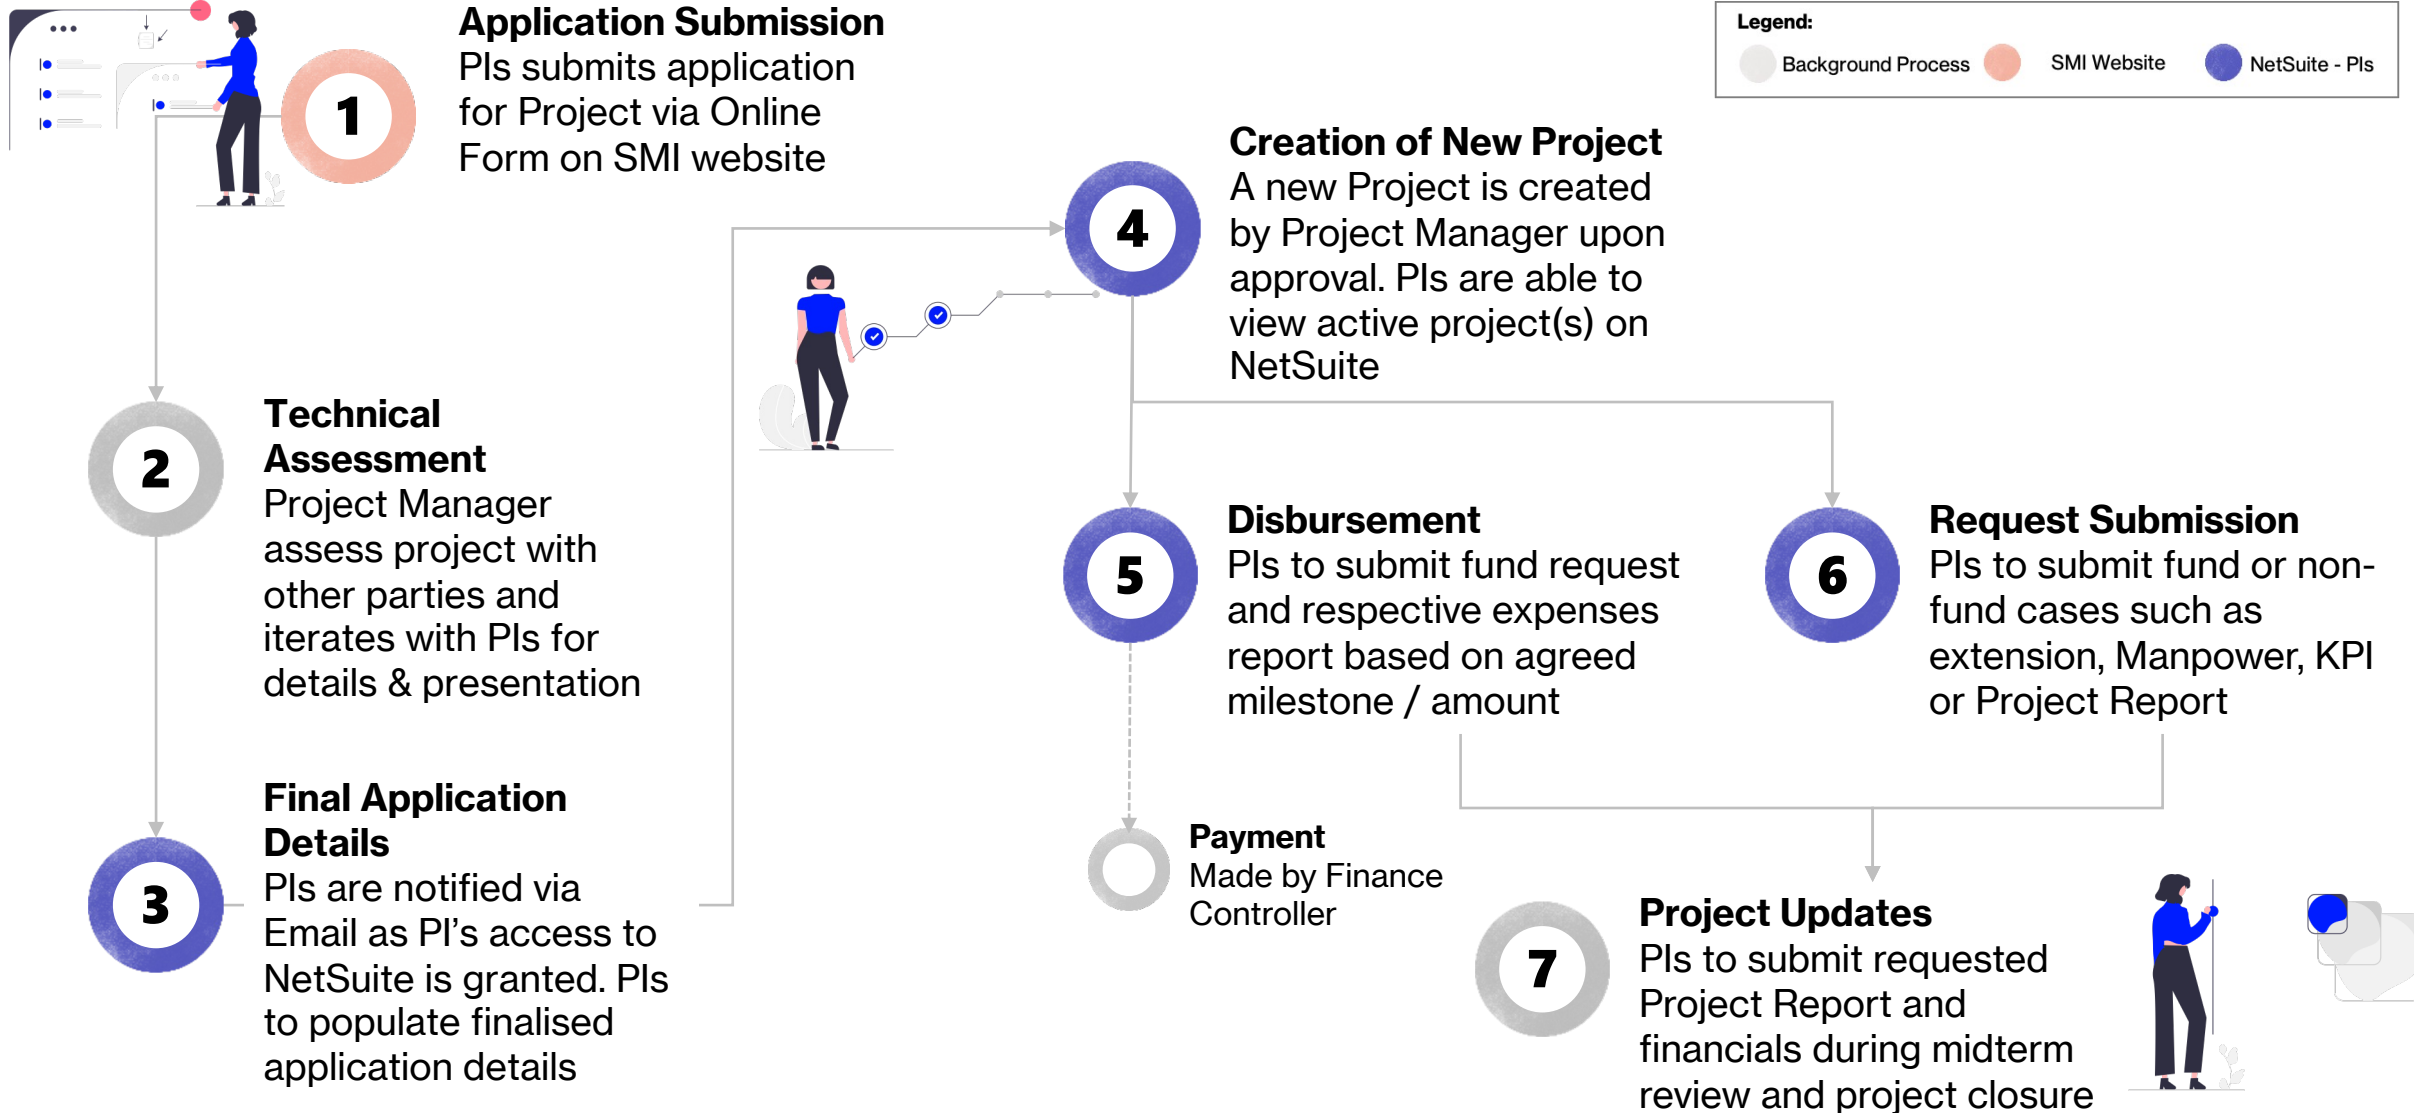 Application Submission
PIs submits application
for Project via Online
Form on SMI website
1
Legend:
Background Process
SMI Website
NetSuite - PIs
Creation of New Project
A new Project is created
by Project Manager upon
approval. PIs are able to
view active project(s) on
NetSuite
4
Technical
Assessment
Project Manager
assess project with
other parties and
iterates with PIs for
details & presentation
2
Final Application
Details
PIs are notified via
Email as PI’s access to
NetSuite is granted. PIs
to populate finalised
application details
3
Disbursement
PIs to submit fund request
and respective expenses
report based on agreed
milestone / amount
5
Request Submission
PIs to submit fund or non-
fund cases such as
extension, Manpower, KPI
or Project Report
6
Payment
Made by Finance
Controller
Project Updates
PIs to submit requested
Project Report and
financials during midterm
review and project closure
7